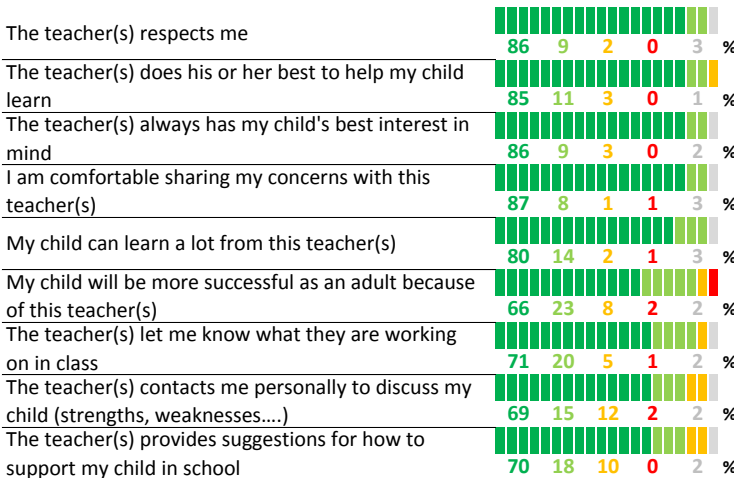 The teacher(s) respects me
86 9 2 0 3 %
The teacher(s) does his or her best to help my child
learn
85 11 3 0 1 %
The teacher(s) always has my child's best interest in
mind
86 9 3 0 2 %
I am comfortable sharing my concerns with this
teacher(s)
87 8 1 1 3 %
My child can learn a lot from this teacher(s)
80 14 2 1 3 %
My child will be more successful as an adult because
of this teacher(s)
66 23 8 2 2 %
The teacher(s) let me know what they are working
on in class
71 20 5 1 2 %
The teacher(s) contacts me personally to discuss my
child (strengths, weaknesses….)
69 15 12 2 2 %
The teacher(s) provides suggestions for how to
support my child in school
70 18 10 0 2 %